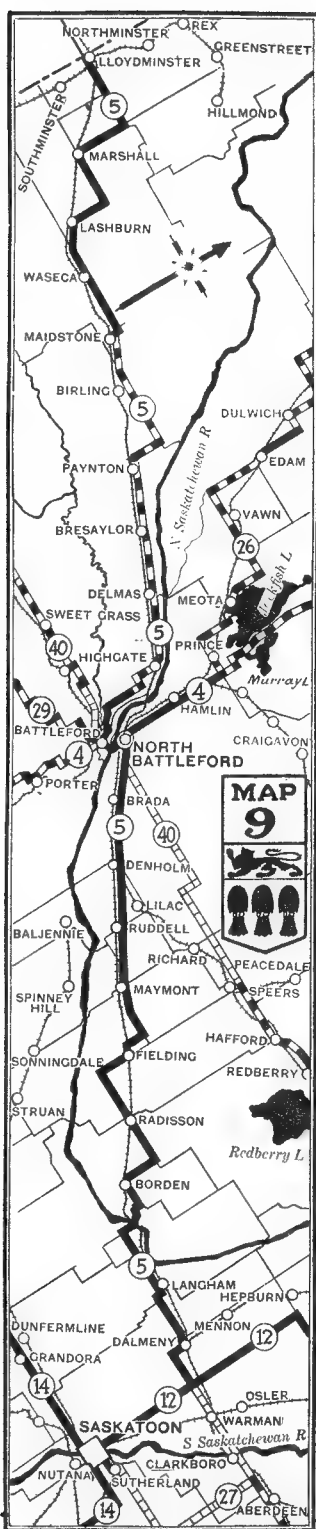 NORTHMINSTER
REX
LLOYDMINSTER
GREENSTREET
SOUTHMINSTER
5
HILLMOND
MARSHALL
LASHBURN
WASECA
MAIDSTONE
BIRLING
5
DULWICH
EDAM
PAYNTON
N Saskatchewan R
VAWN
BRESAYLOR
26
DELMAS
MEOTA
Jackfish L
SWEET GRASS
5
PRINCE
40
HIGHGATE
4
Murray L
29
HAMLIN
BATTLEFORD
CRAIGAVON
4
NORTH
BATTLEFORD
PORTER
MAP
9
BRADA
5
40
DENHOLM
LILAC
BALJENNIE
RUDDELL
RICHARD
PEACEDALE
SPINNEY
HILL
MAYMONT
SPEERS
HAFFORD
SONNINGDALE
FIELDING
REDBERRY
STRUAN
RADISSON
Redberry L
BORDEN
5
LANGHAM
HEPBURN
DUNFERMLINE
MENNON
DALMENY
12
GRANDORA
14
12
OSLER
SASKATOON
WARMAN
S Saskatchewan R
CLARKBORO
NUTANA
SUTHERLAND
27
14
ABERDEEN